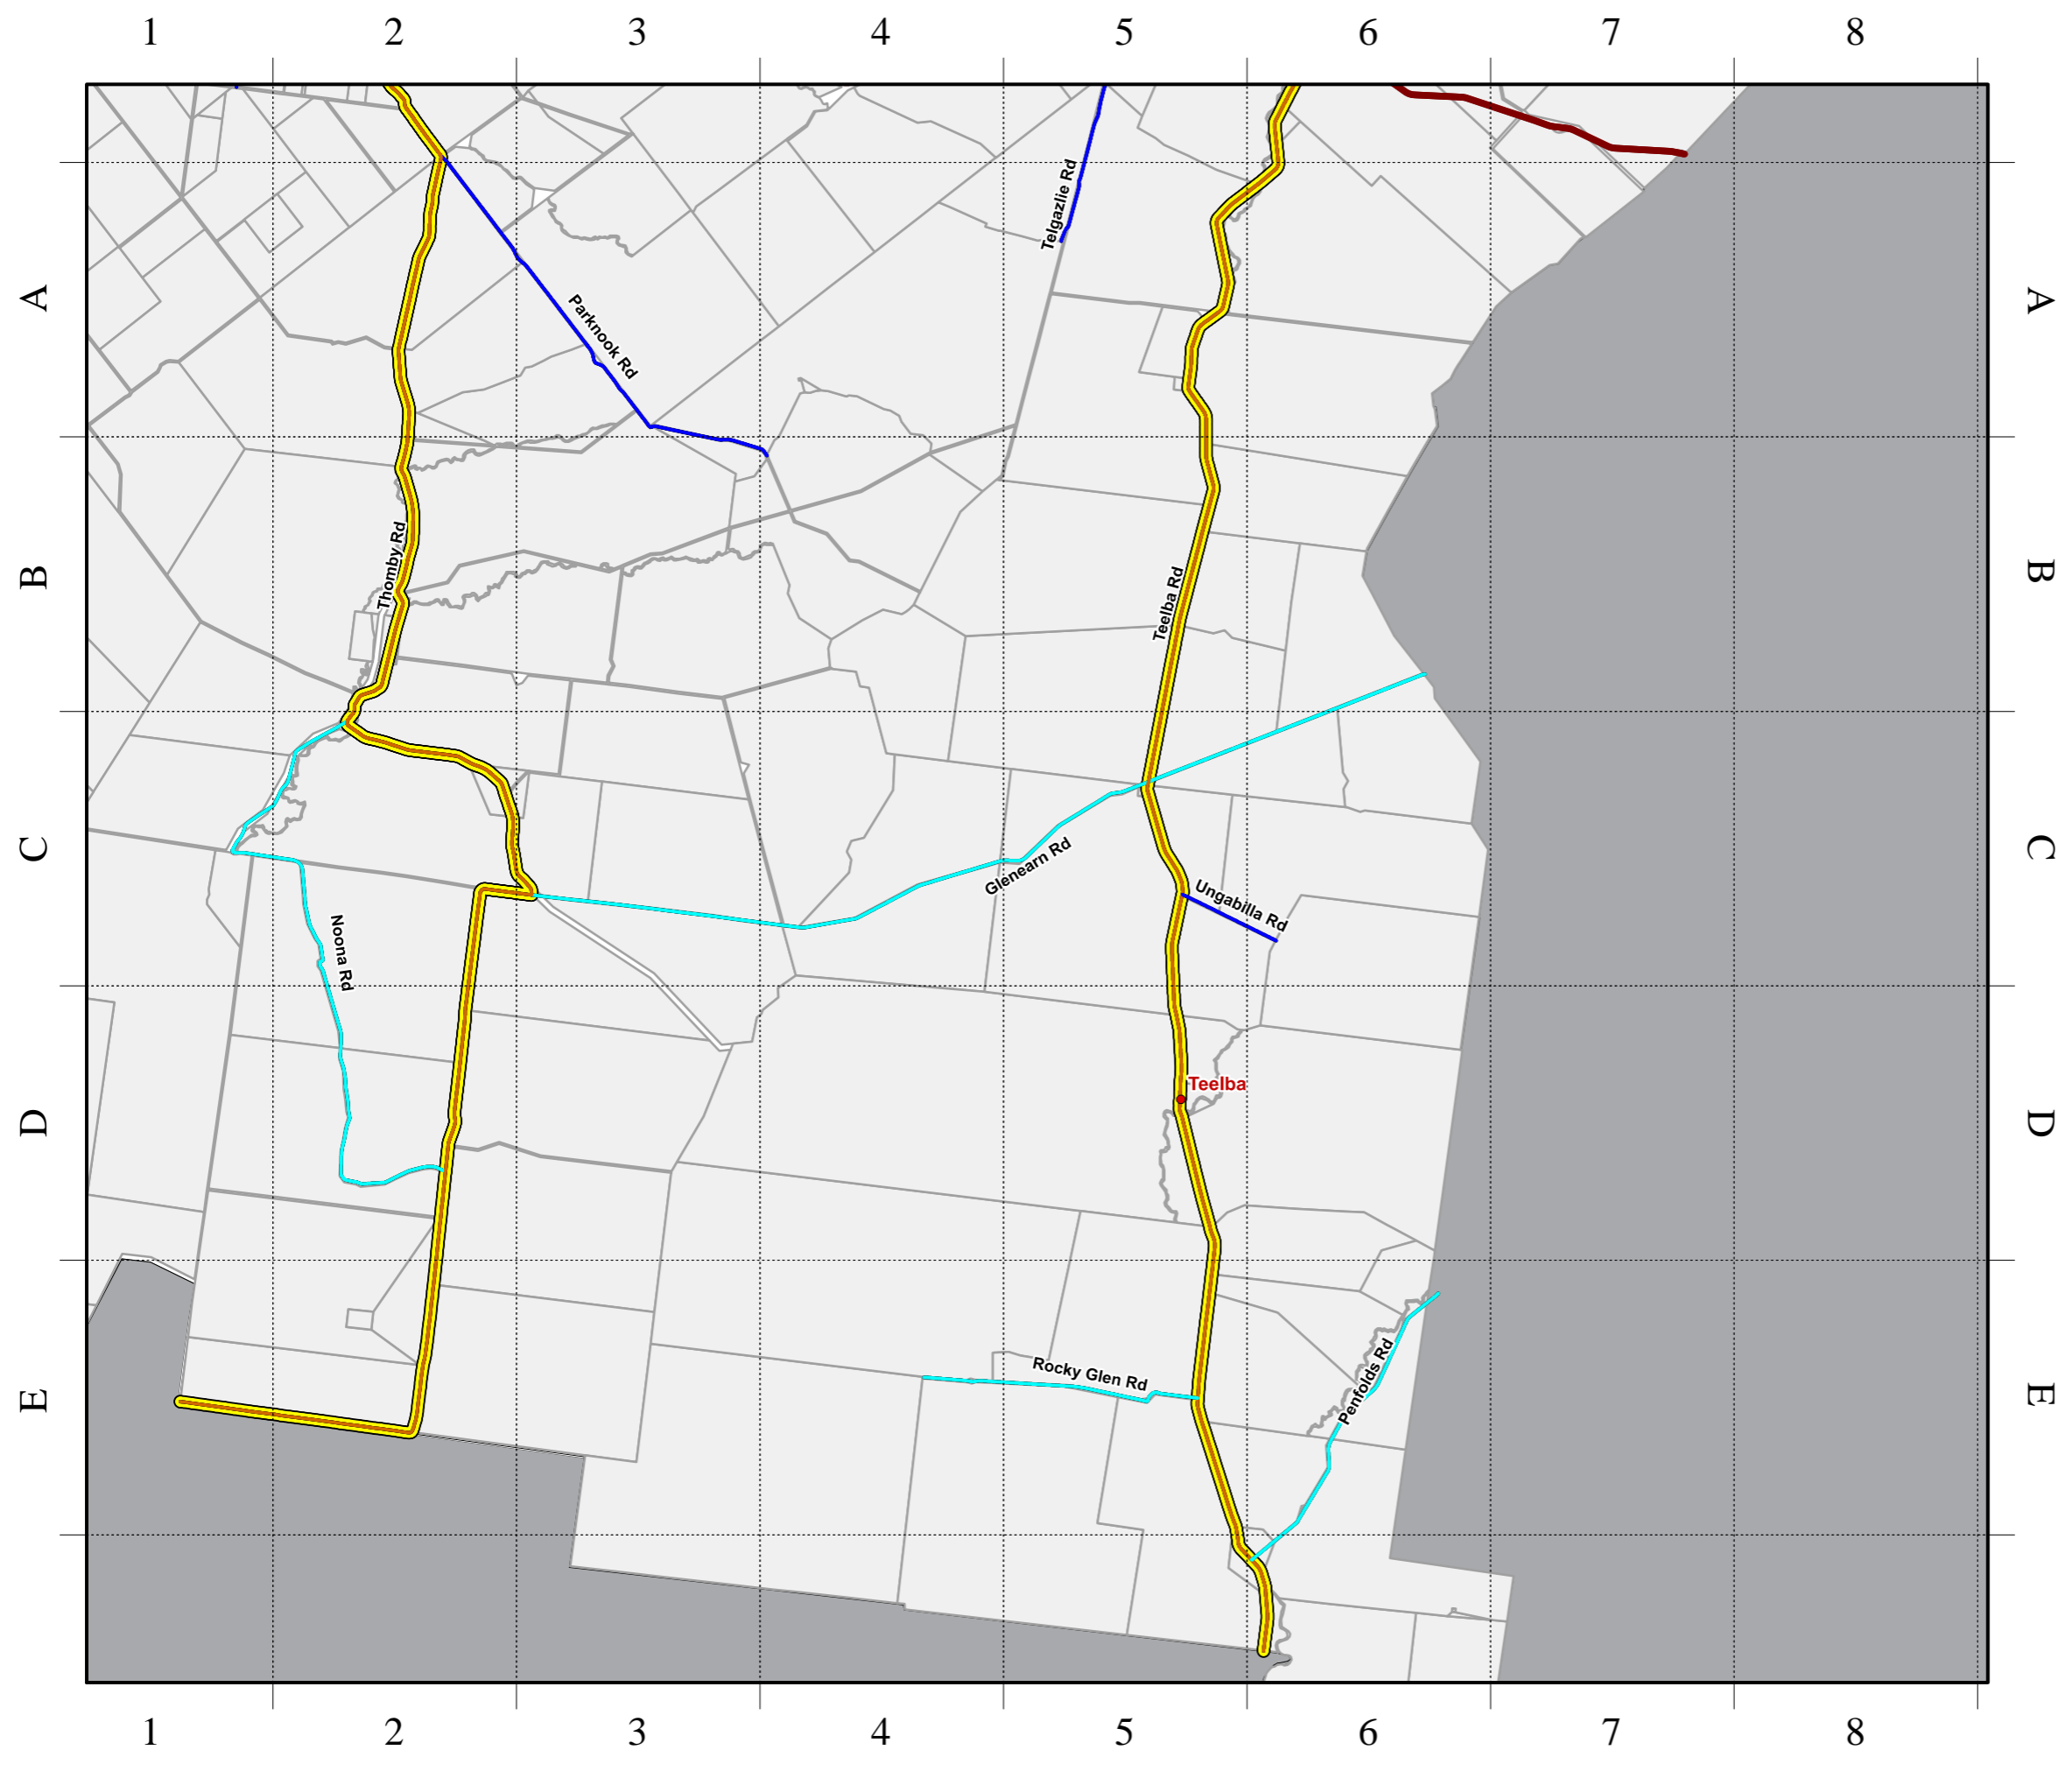 1 2 3 4 5 6 7 8
Telgazlie Rd
A A
Parknook Rd
Thomby Rd
Teelba Rd
B B
Glenearn Rd
C C
Ungabilla Rd
Noona Rd
Teelba
D D
Rocky Glen Rd
Penfolds Rd
E E
1 2 3 4 5 6 7 8